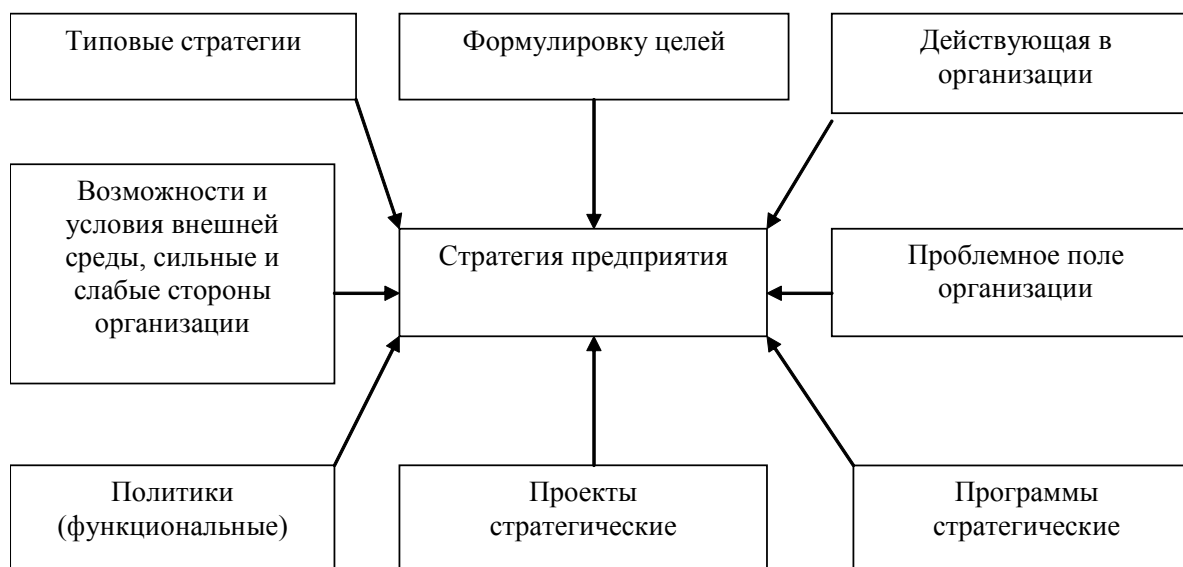 Типовые стратегии
Формулировку целей
Действующая в
организации
Возможности и
условия внешней
среды, сильные и
слабые стороны
организации
Стратегия предприятия
Проблемное поле
организации
Политики
(функциональные)
Проекты
стратегические
Программы
стратегические